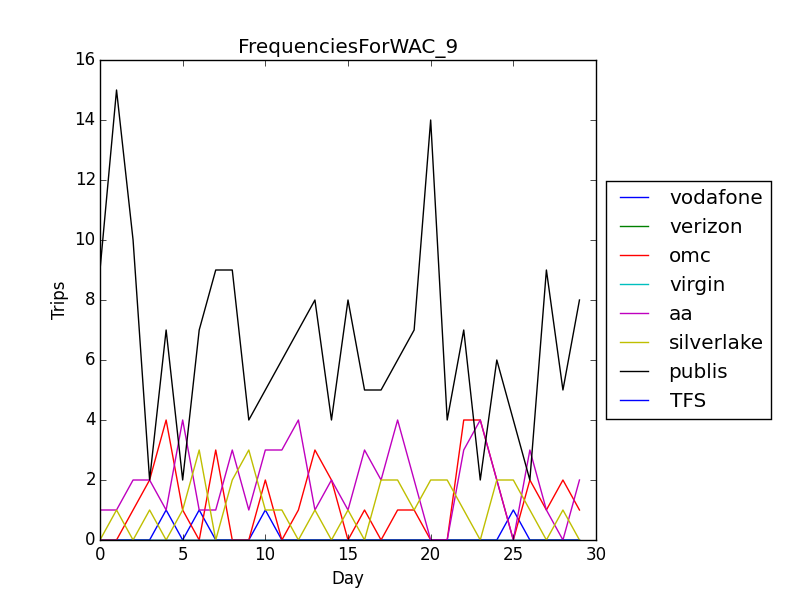 FrequenciesForWAC_9
16
14
12
10
8
6
4
2
0
Trips
0 5 10 15 20 25 30
Day
vodafone
verizon
omc
virgin
aa
silverlake
publis
TFS